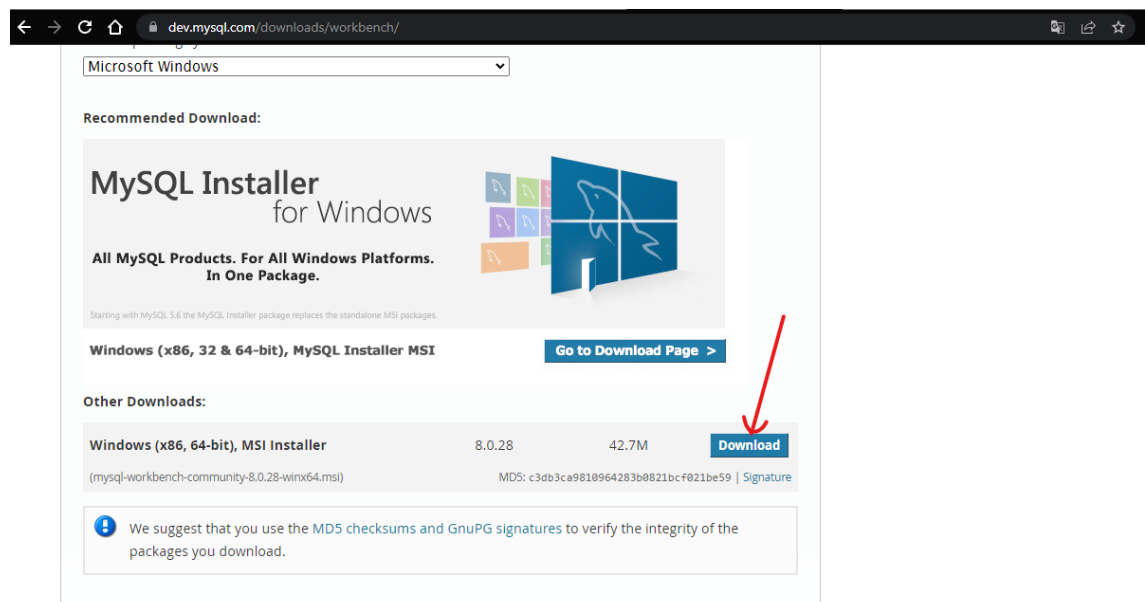 dev.mysql.com/downloads/workbench/
Microsoft Windows
Recommended Download:
MySQL Installer
for Windows
All MySQL Products. For All Windows Platforms.
In One Package.
Starting with MySQL 5.6 the MySQL Installer package replaces the standalone MSI packages.
Windows (x86, 32 & 64-bit), MySQL Installer MSI
Go to Download Page >
Other Downloads:
Windows (x86, 64-bit), MSI Installer 8.0.28 42.7M Download
(mysql-workbench-community-8.0.28-winx64.msi) MD5: c3db3ca9810964283b0821bcf021be59 | Signature
We suggest that you use the MD5 checksums and GnuPG signatures to verify the integrity of the
packages you download.